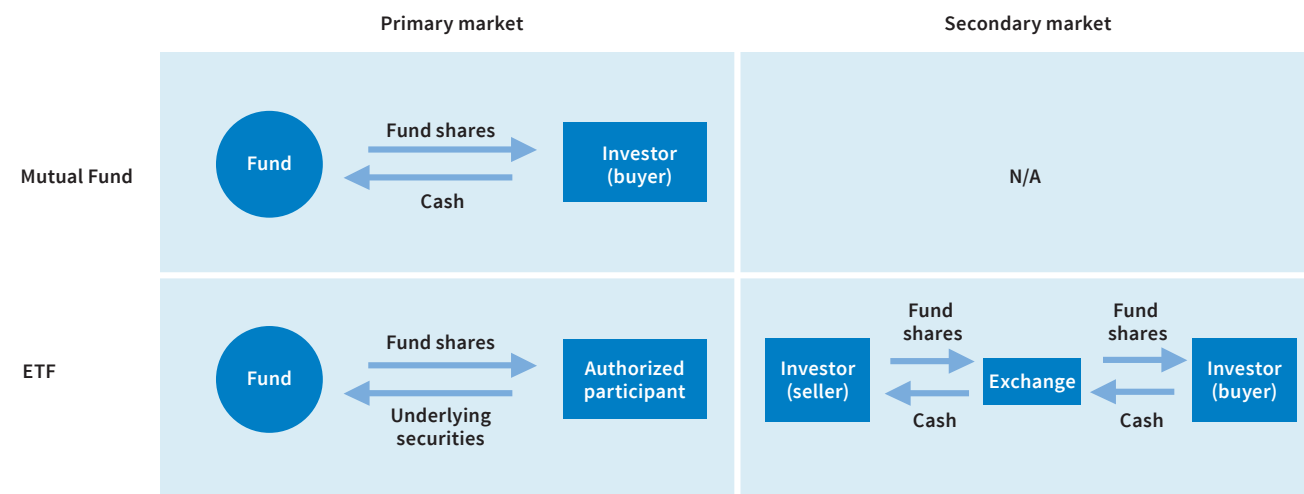 Primary market
Secondary market
Mutual Fund
Fund
Fund shares
Cash
Investor
(buyer)
N/A
ETF
Fund
Fund shares
Underlying
securities
Authorized
participant
Investor
(seller)
Fund
shares
Cash
Exchange
Fund
shares
Cash
Investor
(buyer)